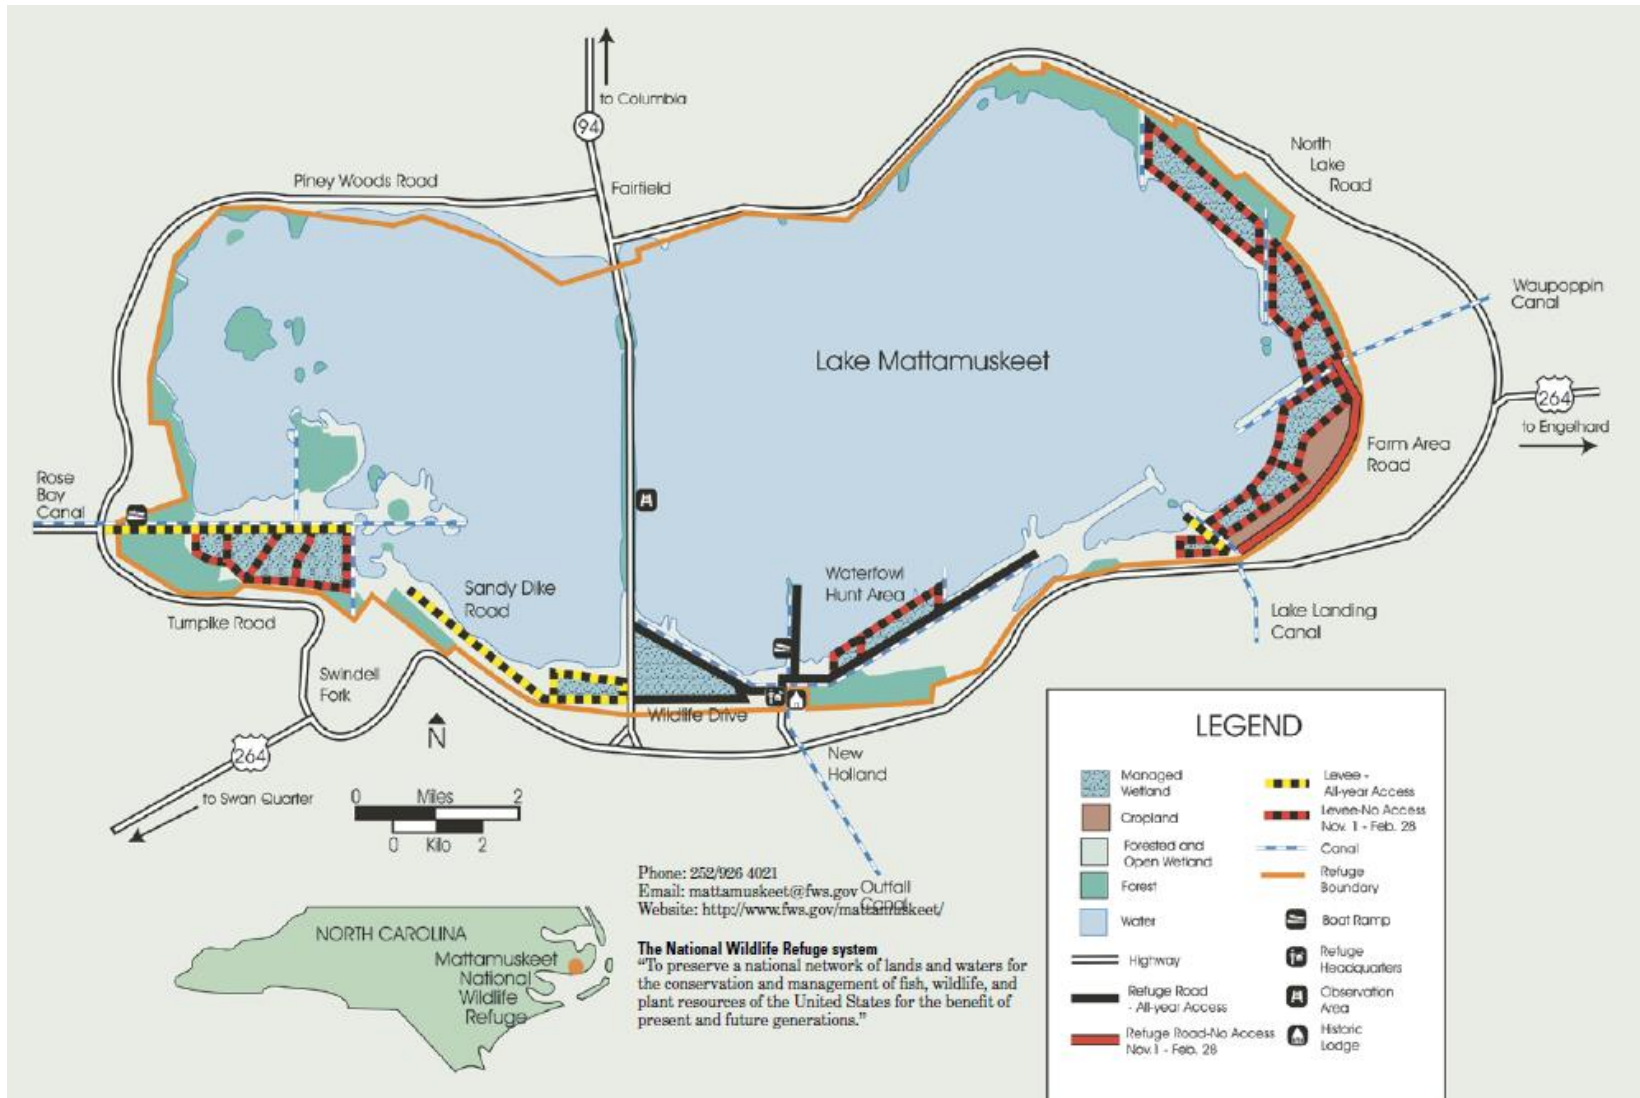 to Columbia
94
Piney Woods Road
Fairfield
North
Lake
Road
Waupoppin
Canal
Lake Mattamuskeet
264
to Engelhard
Farm Area
Road
Rose
Bay
Canal
Sandy Dike
Road
Waterfowl
Hunt Area
Turnpike Road
Lake Landing
Canal
Swindell
Fork
Wildlife Drive
N
New
Holland
264
to Swan Quarter
0 Miles 2
0 Kilo 2
Outfall
Canal
Phone: 252/926 4021
Email: mattamuskeet@fws.gov
Website: http://www.fws.gov/mattamuskeet/
The National Wildlife Refuge system
“To preserve a national network of lands and waters for
the conservation and management of fish, wildlife, and
plant resources of the United States for the benefit of
present and future generations.”
NORTH CAROLINA
Mattamuskeet
National
Wildlife
Refuge
LEGEND
Managed
Wetland
Cropland
Forested and
Open Wetland
Forest
Water
Highway
Refuge Road
- All-year Access
Refuge Road-No Access
Nov.1 - Feb. 28
Levee -
All-year Access
Levee-No Access
Nov. 1 - Feb. 28
Canal
Refuge
Boundary
Boat Ramp
Refuge
Headquarters
Observation
Area
Historic
Lodge